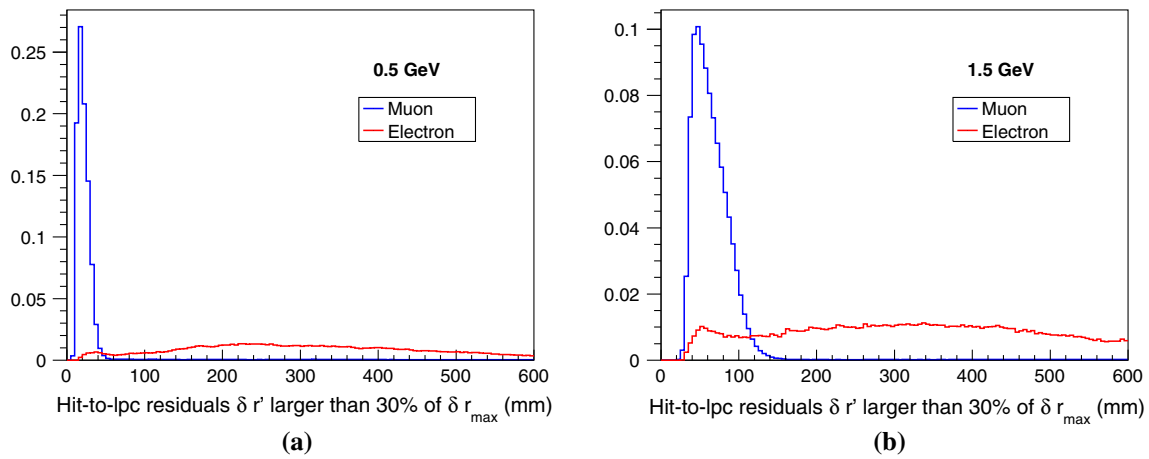 0.25
0.2
0.15
0.1
0.05
0
0 100 200 300 400 500 600
0.5 GeV
Muon
Electron
Hit-to-lpc residuals δ r' larger than 30% of δ r_max (mm)
(a)
0.1
0.08
0.06
0.04
0.02
0
0 100 200 300 400 500 600
1.5 GeV
Muon
Electron
Hit-to-lpc residuals δ r' larger than 30% of δ r_max (mm)
(b)